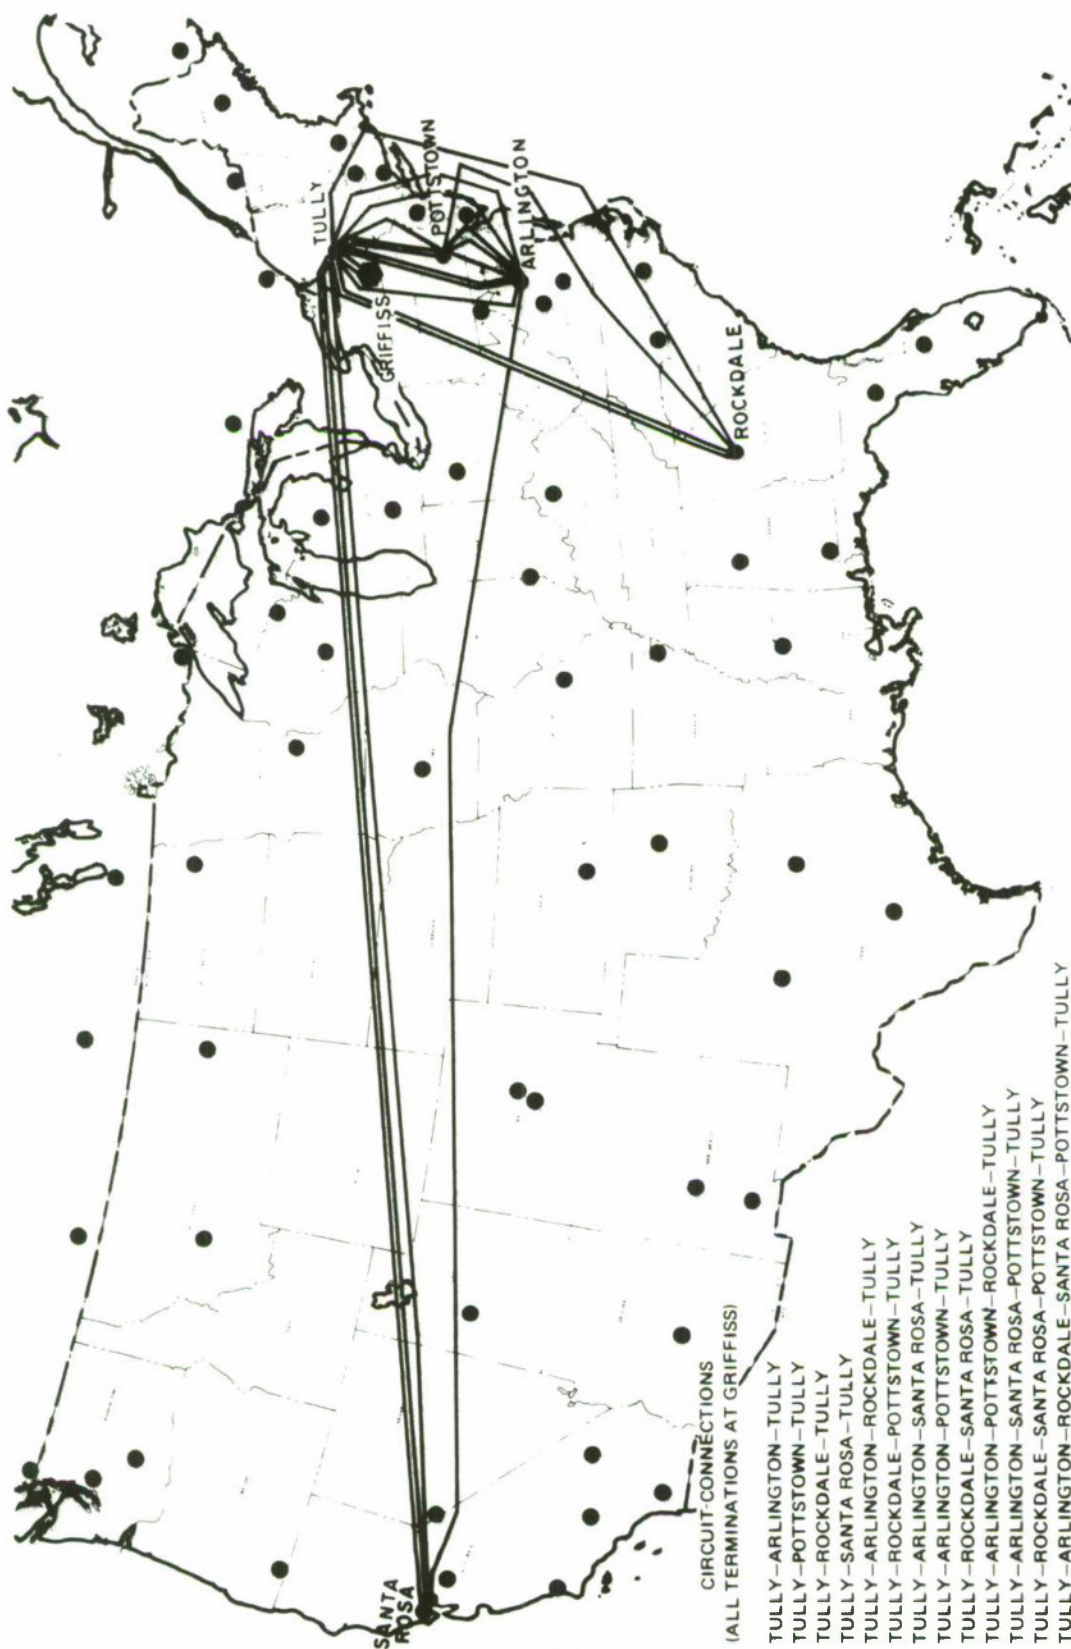 TULLY
POTTSTOWN
ARLINGTON
GRIFFISS
ROCKDALE
SANTA
ROSA
CIRCUIT-CONNECTIONS
(ALL TERMINATIONS AT GRIFFISS)
TULLY–ARLINGTON–TULLY
TULLY–POTTSTOWN–TULLY
TULLY–ROCKDALE–TULLY
TULLY–SANTA ROSA–TULLY
TULLY–ARLINGTON–ROCKDALE–TULLY
TULLY–ROCKDALE–POTTSTOWN–TULLY
TULLY–ARLINGTON–SANTA ROSA–TULLY
TULLY–ARLINGTON–POTTSTOWN–TULLY
TULLY–ROCKDALE–SANTA ROSA–TULLY
TULLY–ARLINGTON–POTTSTOWN–ROCKDALE–TULLY
TULLY–ARLINGTON–SANTA ROSA–POTTSTOWN–TULLY
TULLY–ROCKDALE–SANTA ROSA–POTTSTOWN–TULLY
TULLY–ARLINGTON–ROCKDALE–SANTA ROSA–POTTSTOWN–TULLY